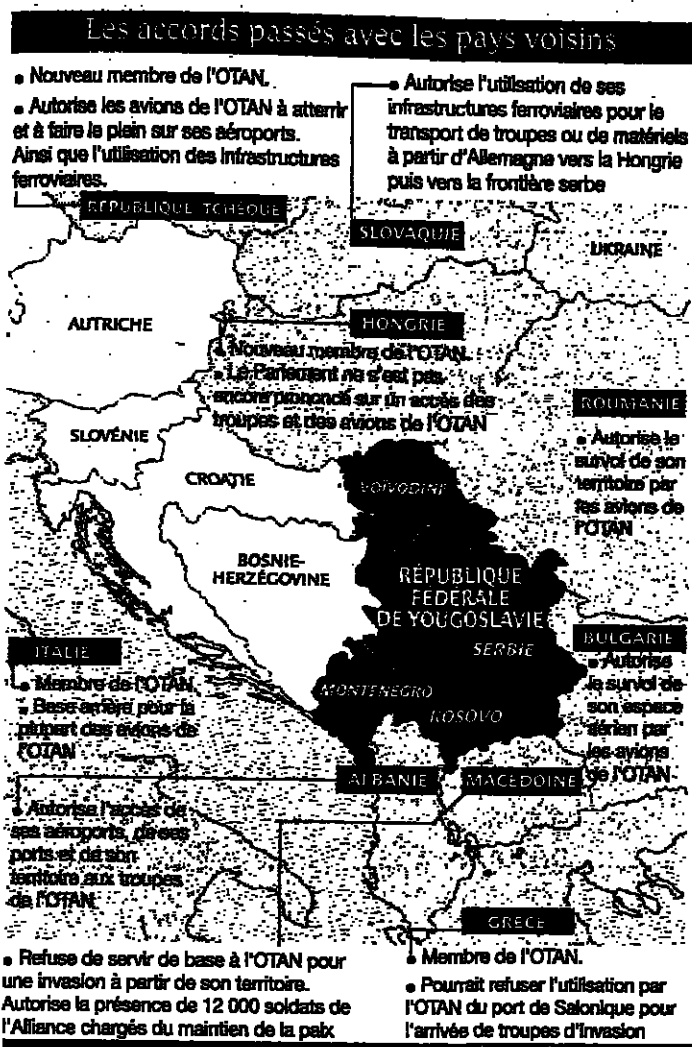 Les accords passés avec les pays voisins
• Nouveau membre de l'OTAN.
• Autorise les avions de l'OTAN à atterrir
et à faire le plein sur ses aéroports.
Ainsi que l'utilisation des infrastructures
ferroviaires.
• Autorise l'utilisation de ses
infrastructures ferroviaires pour le
transport de troupes ou de matériels
à partir d'Allemagne vers la Hongrie
puis vers la frontière serbe
RÉPUBLIQUE TCHÈQUE
SLOVAQUIE
UKRAINE
AUTRICHE
HONGRIE
• Nouveau membre de l'OTAN.
• Le Parlement ne s'est pas
encore prononcé sur un accès des
troupes et des avions de l'OTAN
ROUMANIE
• Autorise le
survol de son
territoire par
les avions de
l'OTAN
SLOVÉNIE
CROATIE
VOÏVODINE
BOSNIE-
HERZÉGOVINE
RÉPUBLIQUE
FÉDÉRALE
DE YOUGOSLAVIE
SERBIE
MONTENEGRO
KOSOVO
BULGARIE
• Autorise
le survol de
son espace
aérien par
les avions
de l'OTAN
ITALIE
• Membre de l'OTAN.
• Base arrière pour la
plupart des avions de
l'OTAN
ALBANIE
MACÉDOINE
• Autorise l'accès de
ses aéroports, de ses
ports et de son
territoire aux troupes
de l'OTAN
GRÈCE
• Refuse de servir de base à l'OTAN pour
une invasion à partir de son territoire.
Autorise la présence de 12 000 soldats de
l'Alliance chargés du maintien de la paix
• Membre de l'OTAN.
• Pourrait refuser l'utilisation par
l'OTAN du port de Salonique pour
l'arrivée de troupes d'invasion